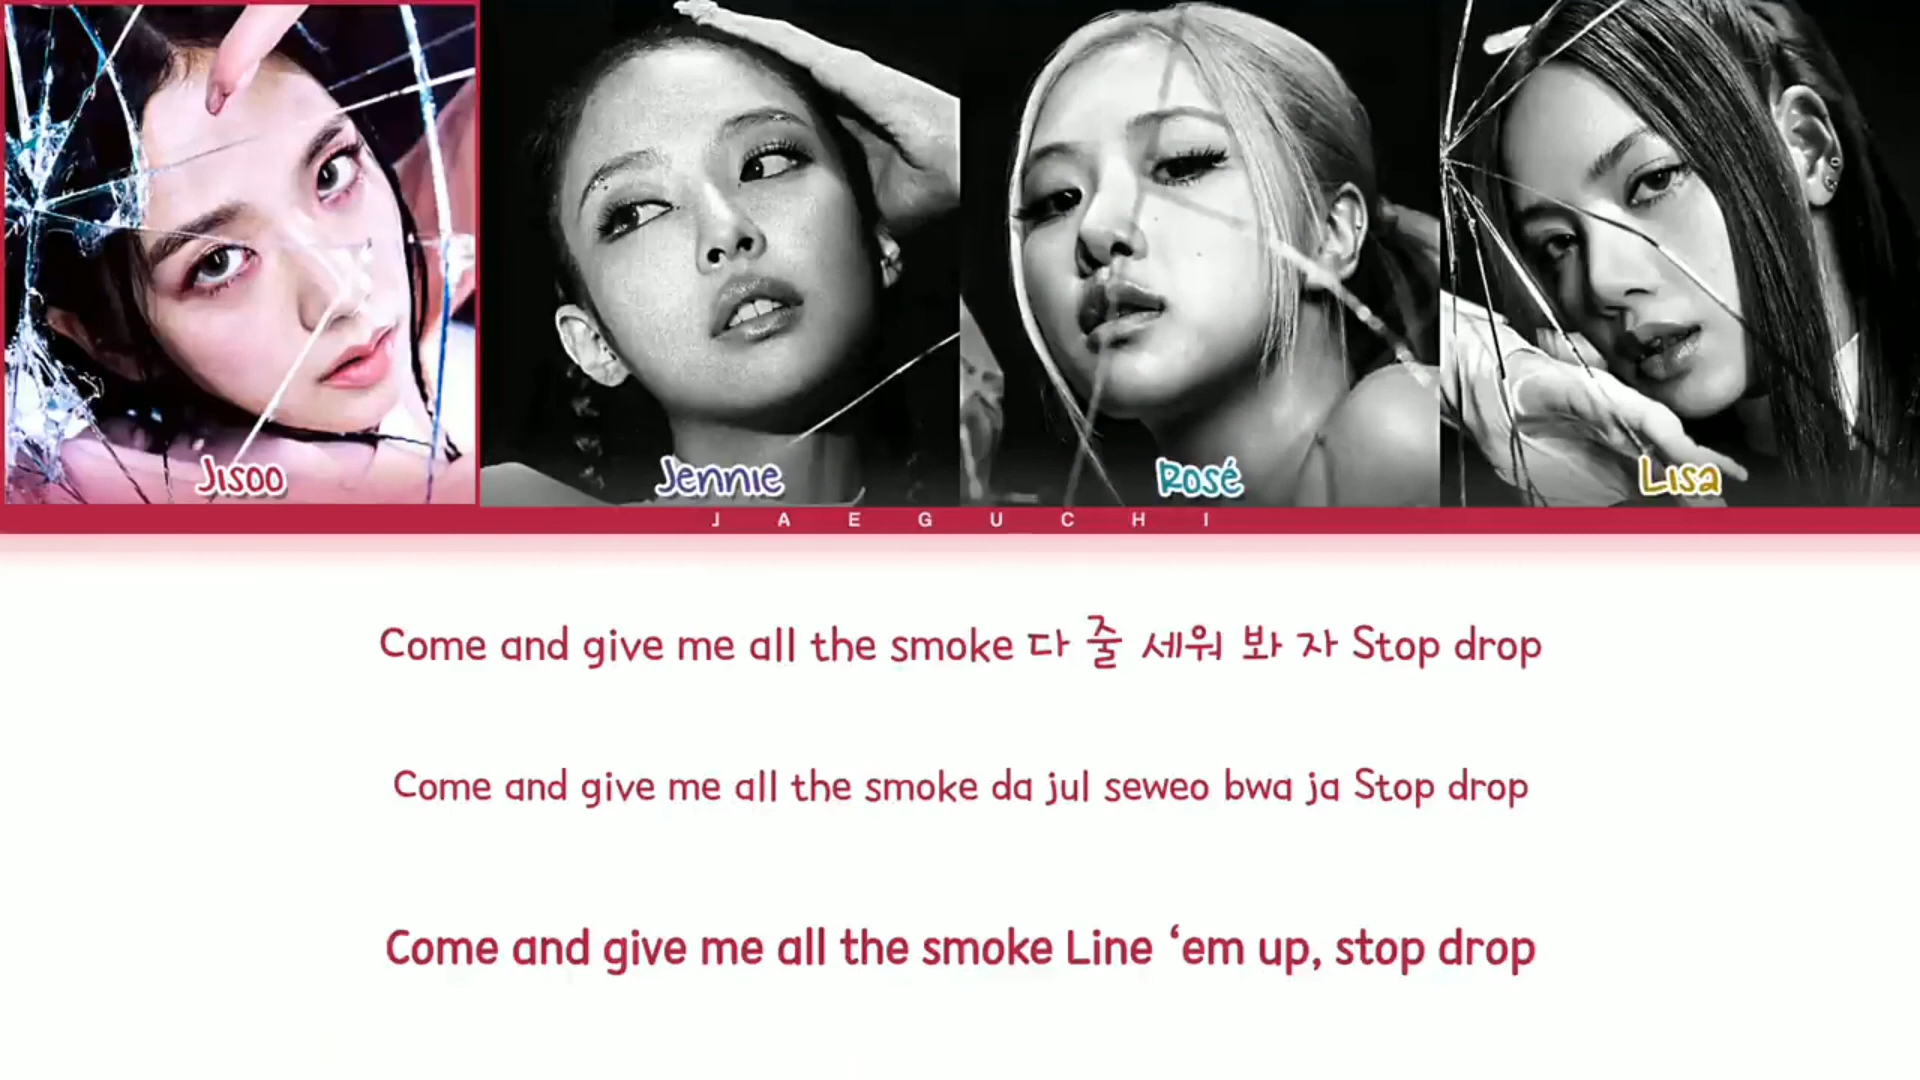 Jisoo Jennie Rosé Lisa
JAEGUCHI
Come and give me all the smoke 다 줄 세워 봐 자 Stop drop
Come and give me all the smoke da jul seweo bwa ja Stop drop
Come and give me all the smoke Line ‘em up, stop drop